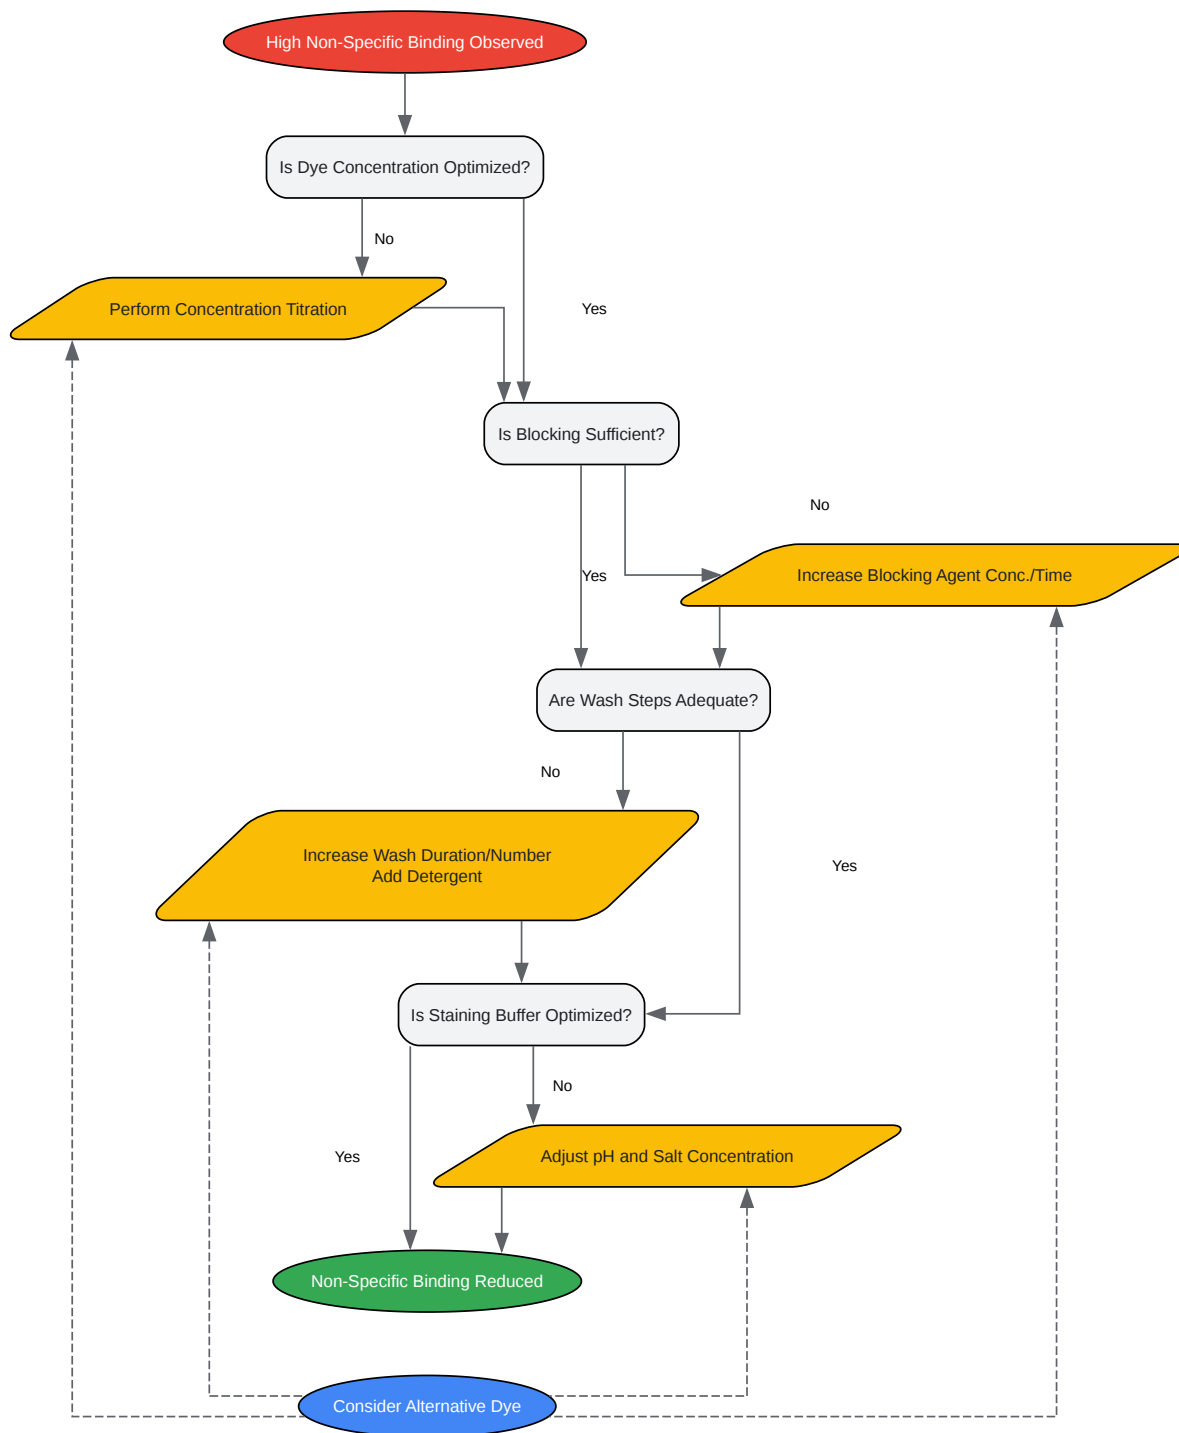 High Non-Specific Binding Observed
Is Dye Concentration Optimized?
No
Perform Concentration Titration
Yes
Is Blocking Sufficient?
No
Yes
Increase Blocking Agent Conc./Time
Are Wash Steps Adequate?
No
Increase Wash Duration/Number
Add Detergent
Yes
Is Staining Buffer Optimized?
No
Yes
Adjust pH and Salt Concentration
Non-Specific Binding Reduced
Consider Alternative Dye